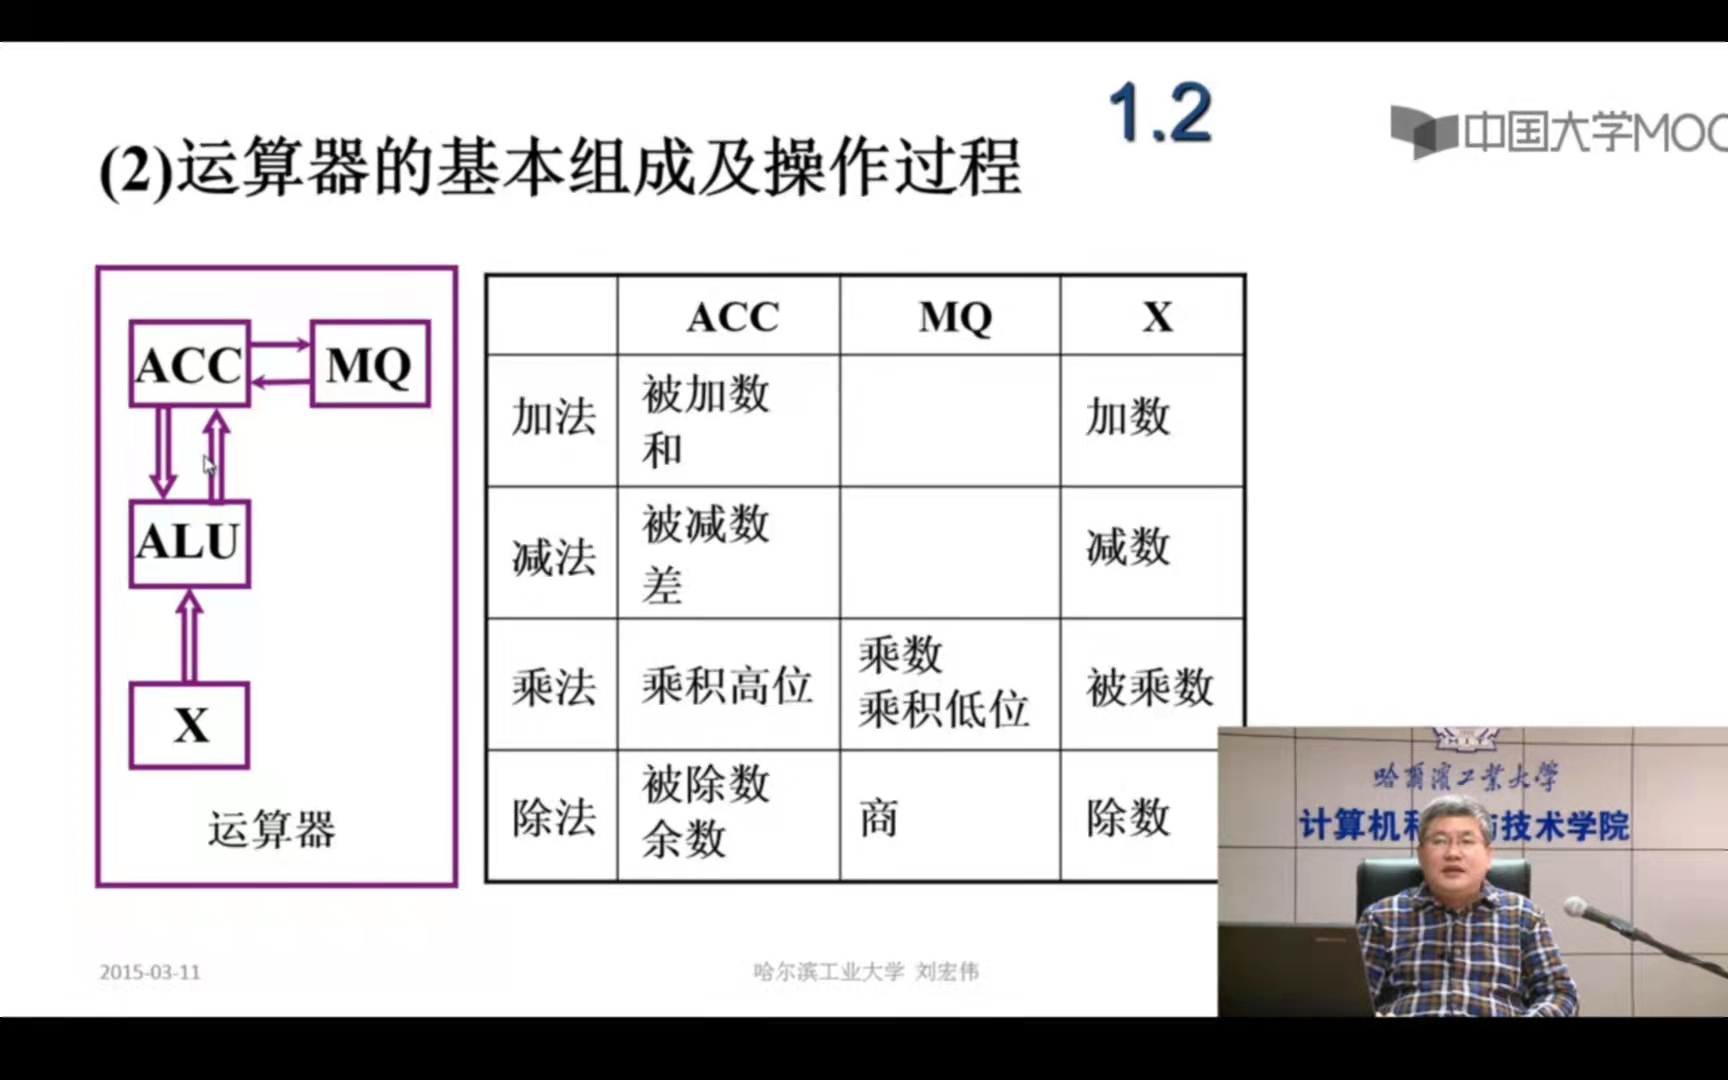 1.2
中国大学MOO
(2)运算器的基本组成及操作过程
ACC
MQ
ALU
X
运算器
ACC MQ X
加法 被加数 加数
和
减法 被减数 减数
差
乘法 乘积高位 乘数 被乘数
乘积低位
除法 被除数 商 除数
余数
哈尔滨工业大学
计算机科 与技术学院
2015-03-11
哈尔滨工业大学 刘宏伟